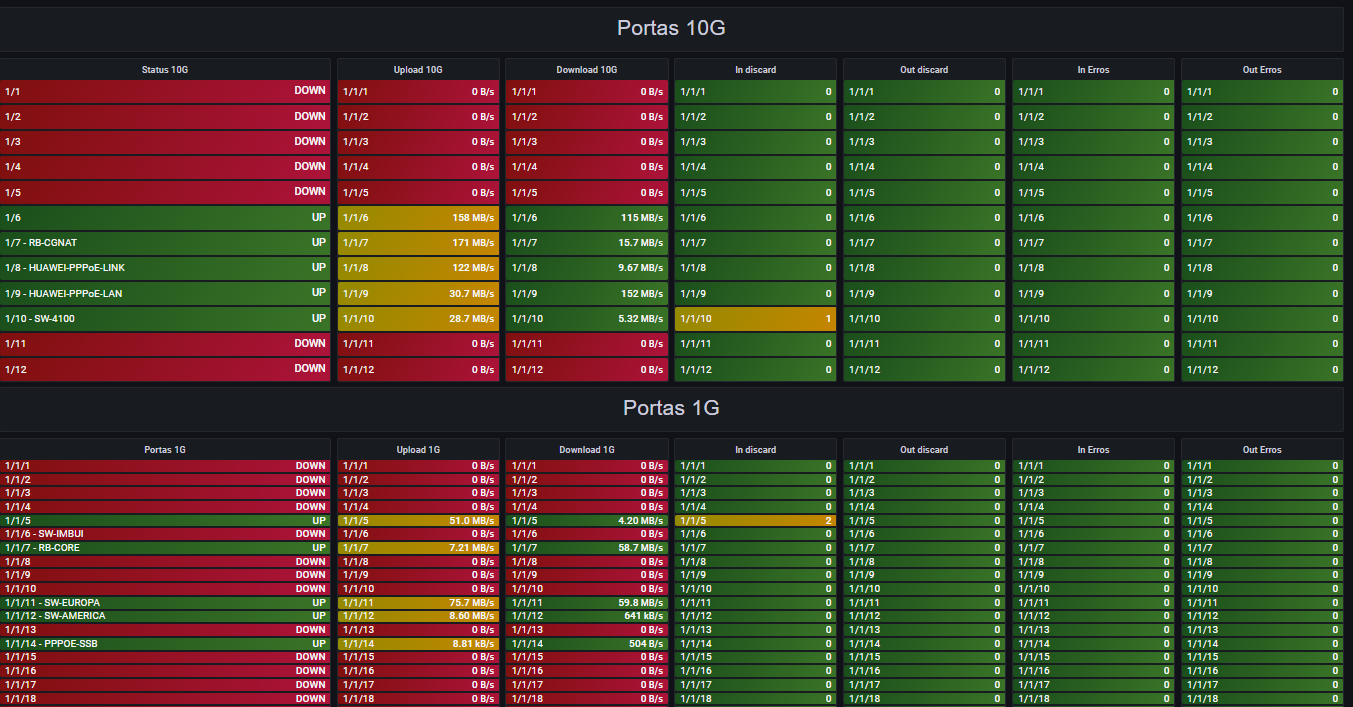 Portas 10G
Status 10G Upload 10G Download 10G In discard Out discard In Erros Out Erros
1/1 DOWN 1/1/1 0 B/s 1/1/1 0 B/s 1/1/1 0 1/1/1 0 1/1/1 0 1/1/1 0
1/2 DOWN 1/1/2 0 B/s 1/1/2 0 B/s 1/1/2 0 1/1/2 0 1/1/2 0 1/1/2 0
1/3 DOWN 1/1/3 0 B/s 1/1/3 0 B/s 1/1/3 0 1/1/3 0 1/1/3 0 1/1/3 0
1/4 DOWN 1/1/4 0 B/s 1/1/4 0 B/s 1/1/4 0 1/1/4 0 1/1/4 0 1/1/4 0
1/5 DOWN 1/1/5 0 B/s 1/1/5 0 B/s 1/1/5 0 1/1/5 0 1/1/5 0 1/1/5 0
1/6 UP 1/1/6 158 MB/s 1/1/6 115 MB/s 1/1/6 0 1/1/6 0 1/1/6 0 1/1/6 0
1/7 - RB-CGNAT UP 1/1/7 171 MB/s 1/1/7 15.7 MB/s 1/1/7 0 1/1/7 0 1/1/7 0 1/1/7 0
1/8 - HUAWEI-PPPoE-LINK UP 1/1/8 122 MB/s 1/1/8 9.67 MB/s 1/1/8 0 1/1/8 0 1/1/8 0 1/1/8 0
1/9 - HUAWEI-PPPoE-LAN UP 1/1/9 30.7 MB/s 1/1/9 152 MB/s 1/1/9 0 1/1/9 0 1/1/9 0 1/1/9 0
1/10 - SW-4100 UP 1/1/10 28.7 MB/s 1/1/10 5.32 MB/s 1/1/10 1 1/1/10 0 1/1/10 0 1/1/10 0
1/11 DOWN 1/1/11 0 B/s 1/1/11 0 B/s 1/1/11 0 1/1/11 0 1/1/11 0 1/1/11 0
1/12 DOWN 1/1/12 0 B/s 1/1/12 0 B/s 1/1/12 0 1/1/12 0 1/1/12 0 1/1/12 0
Portas 1G
Portas 1G Upload 1G Download 1G In discard Out discard In Erros Out Erros
1/1/1 DOWN 1/1/1 0 B/s 1/1/1 0 B/s 1/1/1 0 1/1/1 0 1/1/1 0 1/1/1 0
1/1/2 DOWN 1/1/2 0 B/s 1/1/2 0 B/s 1/1/2 0 1/1/2 0 1/1/2 0 1/1/2 0
1/1/3 DOWN 1/1/3 0 B/s 1/1/3 0 B/s 1/1/3 0 1/1/3 0 1/1/3 0 1/1/3 0
1/1/4 DOWN 1/1/4 0 B/s 1/1/4 0 B/s 1/1/4 0 1/1/4 0 1/1/4 0 1/1/4 0
1/1/5 UP 1/1/5 51.0 MB/s 1/1/5 4.20 MB/s 1/1/5 2 1/1/5 0 1/1/5 0 1/1/5 0
1/1/6 - SW-IMBUI DOWN 1/1/6 0 B/s 1/1/6 0 B/s 1/1/6 0 1/1/6 0 1/1/6 0 1/1/6 0
1/1/7 - RB-CORE UP 1/1/7 7.21 MB/s 1/1/7 58.7 MB/s 1/1/7 0 1/1/7 0 1/1/7 0 1/1/7 0
1/1/8 DOWN 1/1/8 0 B/s 1/1/8 0 B/s 1/1/8 0 1/1/8 0 1/1/8 0 1/1/8 0
1/1/9 DOWN 1/1/9 0 B/s 1/1/9 0 B/s 1/1/9 0 1/1/9 0 1/1/9 0 1/1/9 0
1/1/10 DOWN 1/1/10 0 B/s 1/1/10 0 B/s 1/1/10 0 1/1/10 0 1/1/10 0 1/1/10 0
1/1/11 - SW-EUROPA UP 1/1/11 75.7 MB/s 1/1/11 59.8 MB/s 1/1/11 0 1/1/11 0 1/1/11 0 1/1/11 0
1/1/12 - SW-AMERICA UP 1/1/12 8.60 MB/s 1/1/12 641 kB/s 1/1/12 0 1/1/12 0 1/1/12 0 1/1/12 0
1/1/13 DOWN 1/1/13 0 B/s 1/1/13 0 B/s 1/1/13 0 1/1/13 0 1/1/13 0 1/1/13 0
1/1/14 - PPPOE-SSB UP 1/1/14 8.81 kB/s 1/1/14 504 B/s 1/1/14 0 1/1/14 0 1/1/14 0 1/1/14 0
1/1/15 DOWN 1/1/15 0 B/s 1/1/15 0 B/s 1/1/15 0 1/1/15 0 1/1/15 0 1/1/15 0
1/1/16 DOWN 1/1/16 0 B/s 1/1/16 0 B/s 1/1/16 0 1/1/16 0 1/1/16 0 1/1/16 0
1/1/17 DOWN 1/1/17 0 B/s 1/1/17 0 B/s 1/1/17 0 1/1/17 0 1/1/17 0 1/1/17 0
1/1/18 DOWN 1/1/18 0 B/s 1/1/18 0 B/s 1/1/18 0 1/1/18 0 1/1/18 0 1/1/18 0